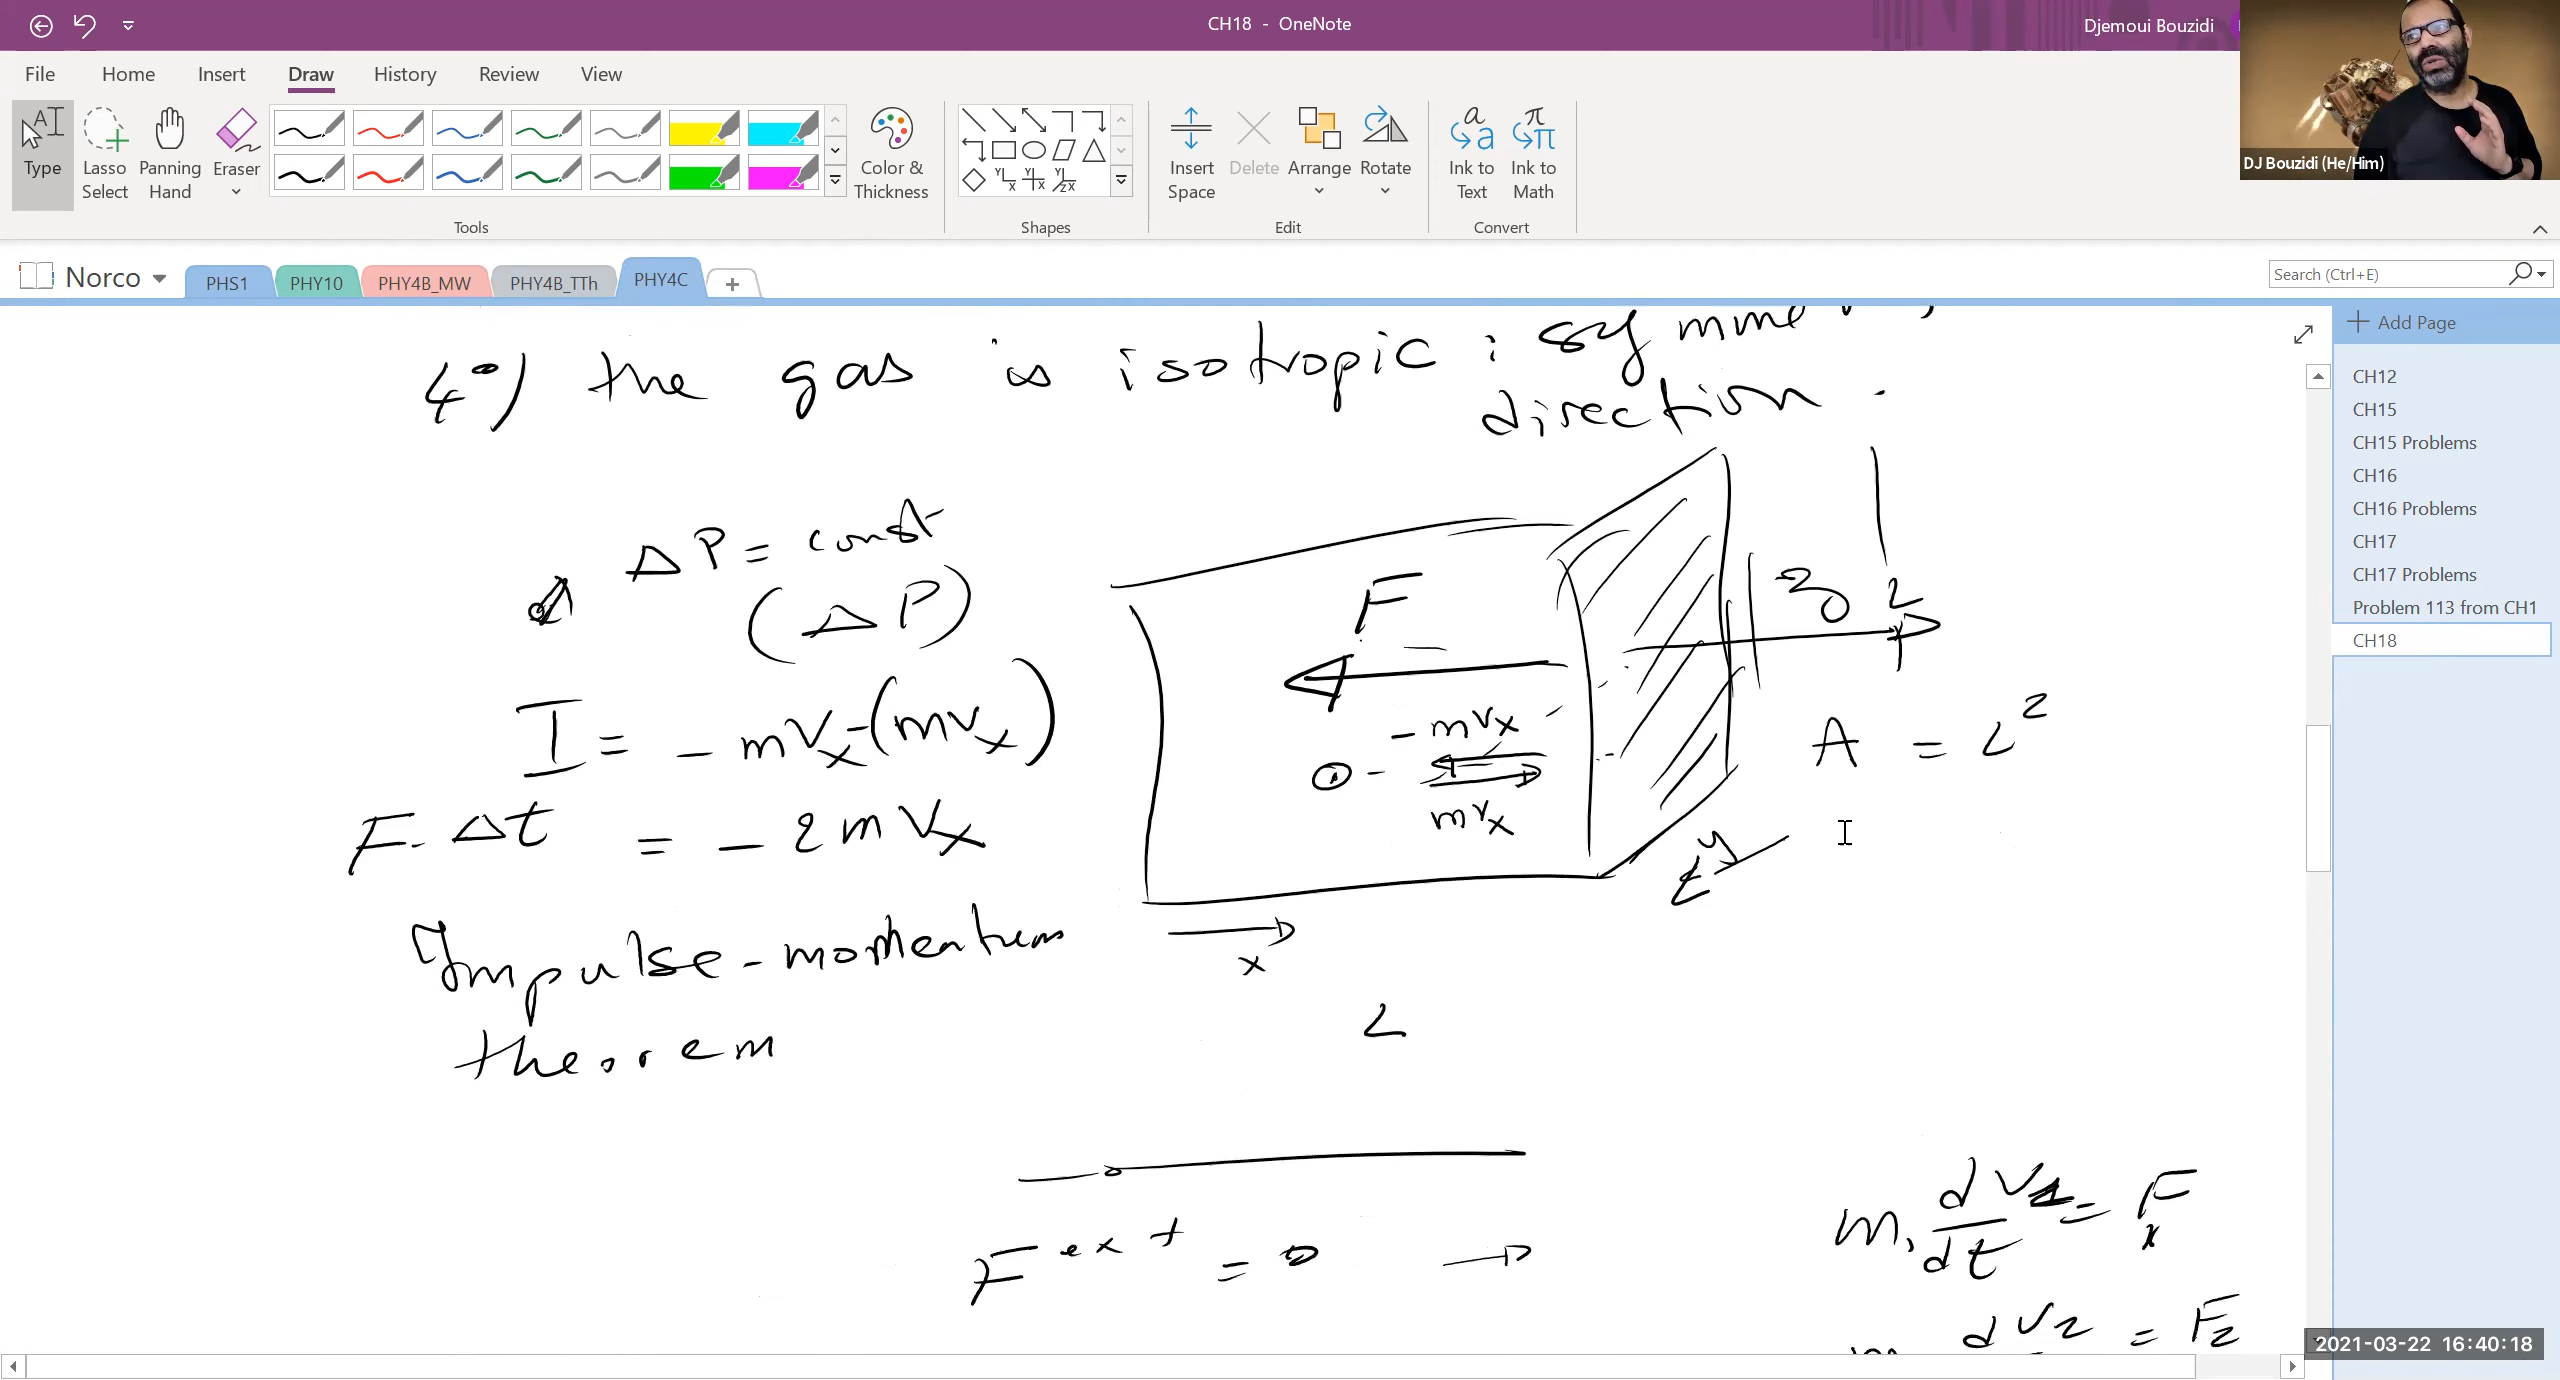 CH18 - OneNote
Djemoui Bouzidi
File Home Insert Draw History Review View
Type
Lasso Select
Panning Hand
Eraser
Color & Thickness
Insert Space
Delete
Arrange
Rotate
Ink to Text
Ink to Math
Tools
Shapes
Edit
Convert
DJ Bouzidi (He/Him)
Norco
PHS1 PHY10 PHY4B_MW PHY4B_TTh PHY4C
Search (Ctrl+E)
Add Page
CH12
CH15
CH15 Problems
CH16
CH16 Problems
CH17
CH17 Problems
Problem 113 from CH1
CH18
4°) the gas is isotropic :
direction .
ΔP = const
(ΔP)
I = - mVx - (mVx)
F. Δt = - 2mVx
Impulse-momentum
theorem
F
- mVx
mVx
A = L²
x
L
F ext = 0 →
m₁ dV = F
dt
dV2 = F2
2021-03-22 16:40:18